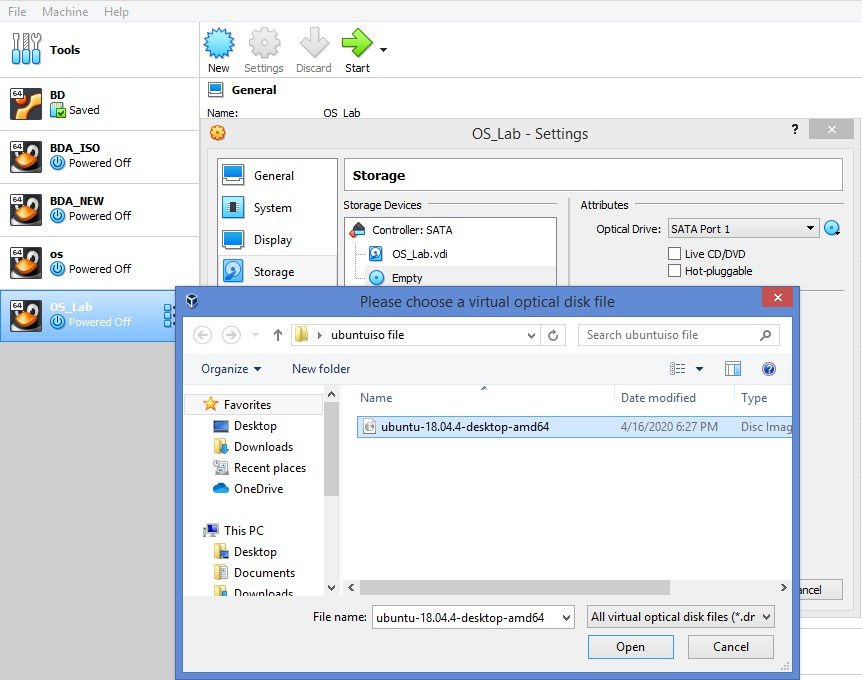 File Machine Help
Tools
New Settings Discard Start
64 BD
Saved
64 BDA_ISO
Powered Off
64 BDA_NEW
Powered Off
64 os
Powered Off
64 OS_Lab
Powered Off
General
Name: OS_Lab
OS_Lab - Settings ?
General
System
Display
Storage
Storage
Storage Devices
Controller: SATA
OS_Lab.vdi
Empty
Attributes
Optical Drive: SATA Port 1
Live CD/DVD
Hot-pluggable
Please choose a virtual optical disk file
ubuntuiso file
Search ubuntuiso file
Organize New folder
Favorites
Desktop
Downloads
Recent places
OneDrive
This PC
Desktop
Documents
Downloads
Name Date modified Type
ubuntu-18.04.4-desktop-amd64 4/16/2020 6:27 PM Disc Imag
File name: ubuntu-18.04.4-desktop-amd64 All virtual optical disk files (*.dr
Open Cancel
ancel